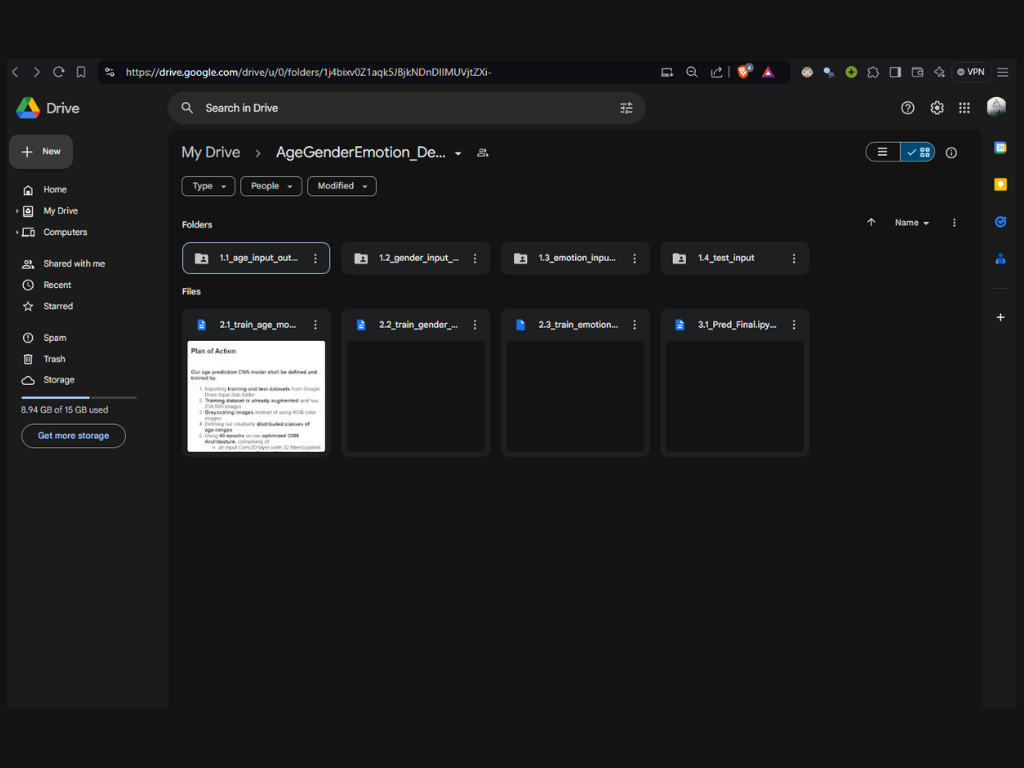 https://drive.google.com/drive/u/0/folders/1j4bixv0Z1aqk5JBjkNDnDIIMUVjtZXi-
4
VPN
Drive
Search in Drive
New
My Drive > AgeGenderEmotion_De...
Type
People
Modified
Home
My Drive
Computers
Shared with me
Recent
Starred
Spam
Trash
Storage
8.94 GB of 15 GB used
Get more storage
Folders
Name
1.1_age_input_out...
1.2_gender_input_...
1.3_emotion_inpu...
1.4_test_input
Files
2.1_train_age_mo...
2.2_train_gender_...
2.3_train_emotion...
3.1_Pred_Final.ipy...
Plan of Action
Our age prediction CNN model shall be defined and
trained by:
1. Importing training and test datasets from Google
Drive Input Sub-folder
2. Training dataset is already augmented and has
234,400 images
3. Greyscaling images instead of using RGB color
images
4. Defining our intuitively distributed classes of
age-ranges
5. Using 60 epochs on our optimized CNN
Architecture, comprising of
an input Conv2D layer (with 32 filters) paired